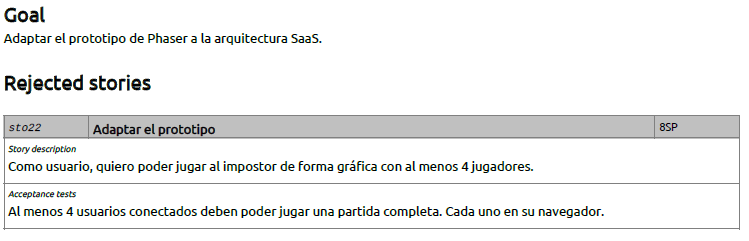 Goal
Adaptar el prototipo de Phaser a la arquitectura SaaS.
Rejected stories
sto22 Adaptar el prototipo 8SP
Story description
Como usuario, quiero poder jugar al impostor de forma gráfica con al menos 4 jugadores.
Acceptance tests
Al menos 4 usuarios conectados deben poder jugar una partida completa. Cada uno en su navegador.